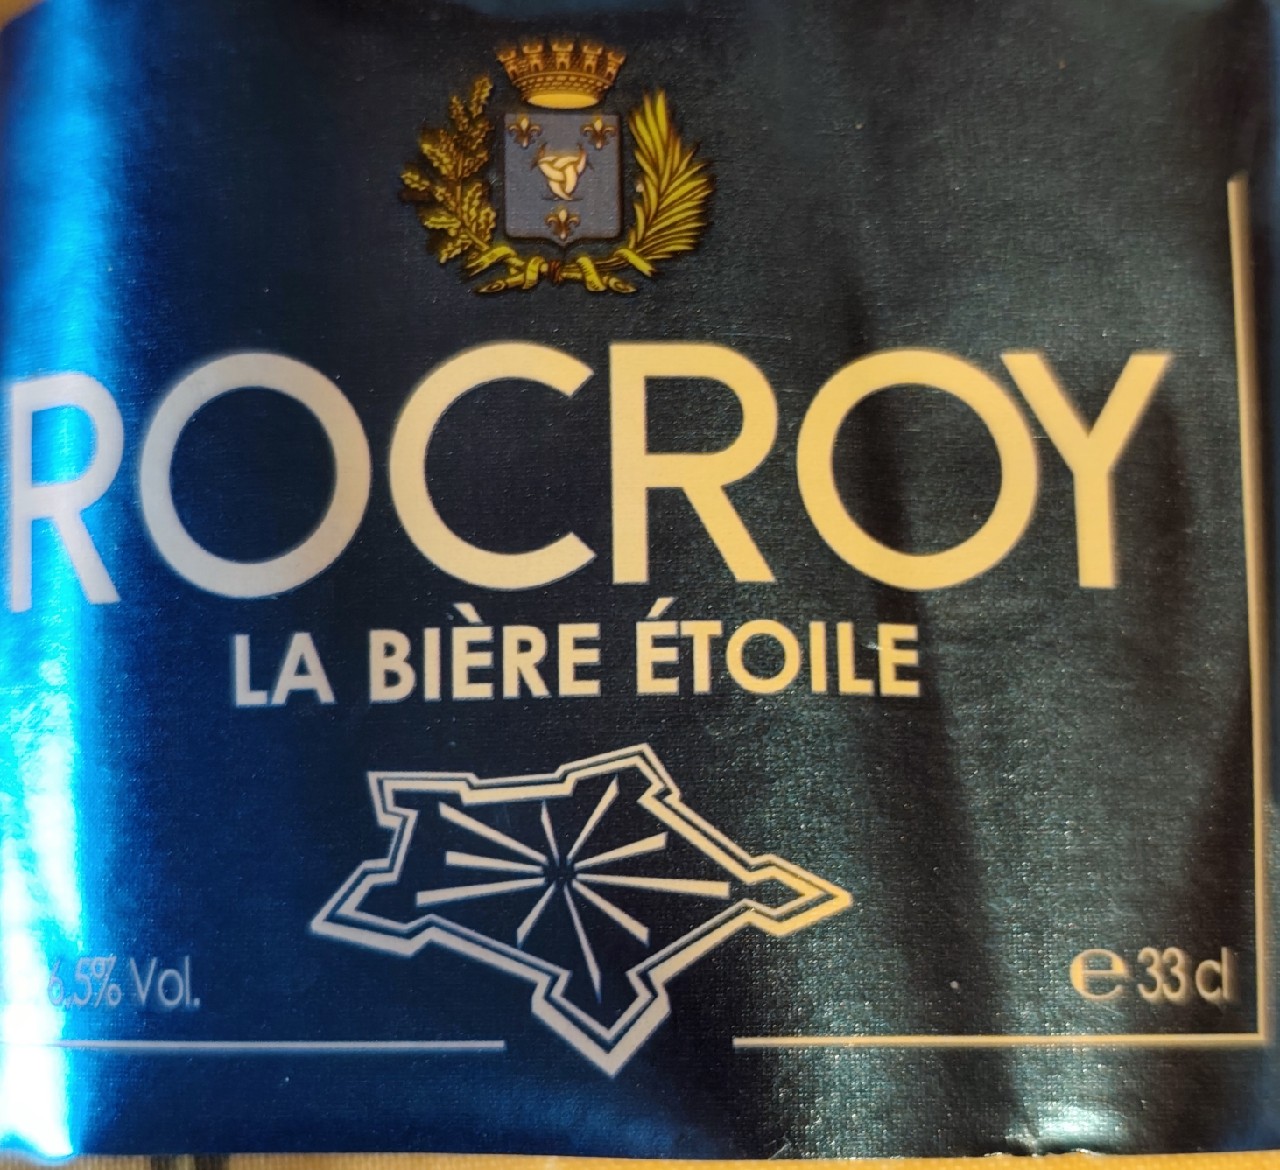 ROCROY
LA BIÈRE ÉTOILE
6,5% Vol.
e 33 cl